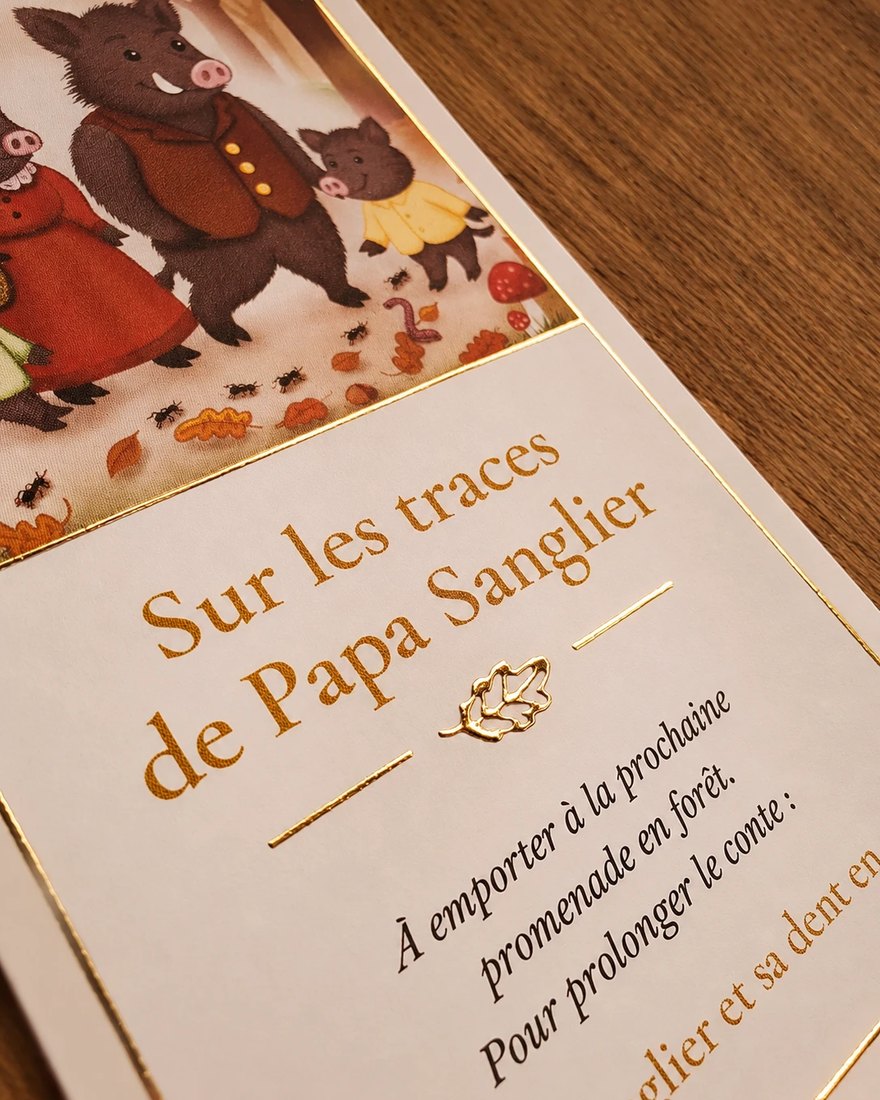 Sur les traces
de Papa Sanglier
À emporter à la prochaine
promenade en forêt.
Pour prolonger le conte :
et sa dent en